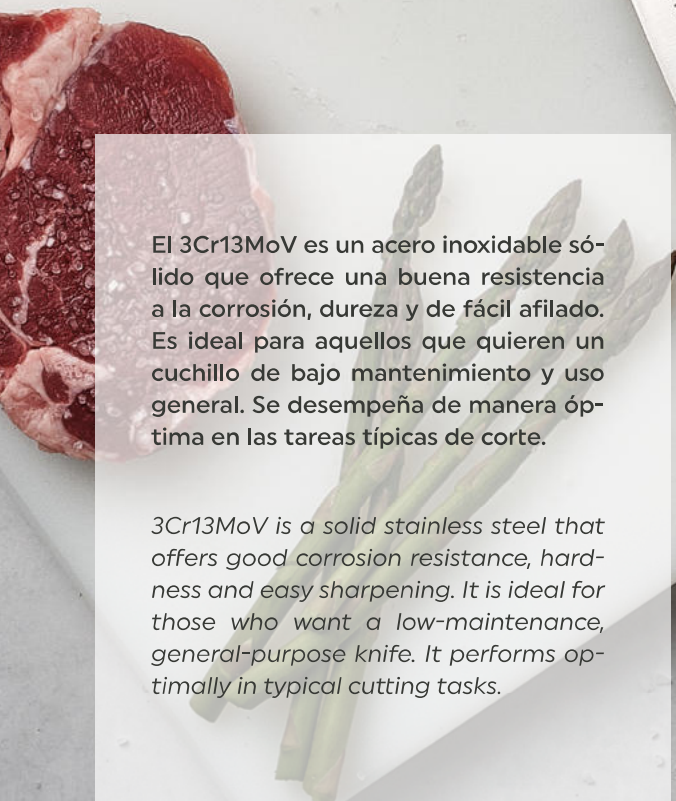 El 3Cr13MoV es un acero inoxidable só-
lido que ofrece una buena resistencia
a la corrosión, dureza y de fácil afilado.
Es ideal para aquellos que quieren un
cuchillo de bajo mantenimiento y uso
general. Se desempeña de manera óp-
tima en las tareas típicas de corte.
3Cr13MoV is a solid stainless steel that
offers good corrosion resistance, hard-
ness and easy sharpening. It is ideal for
those who want a low-maintenance,
general-purpose knife. It performs op-
timally in typical cutting tasks.